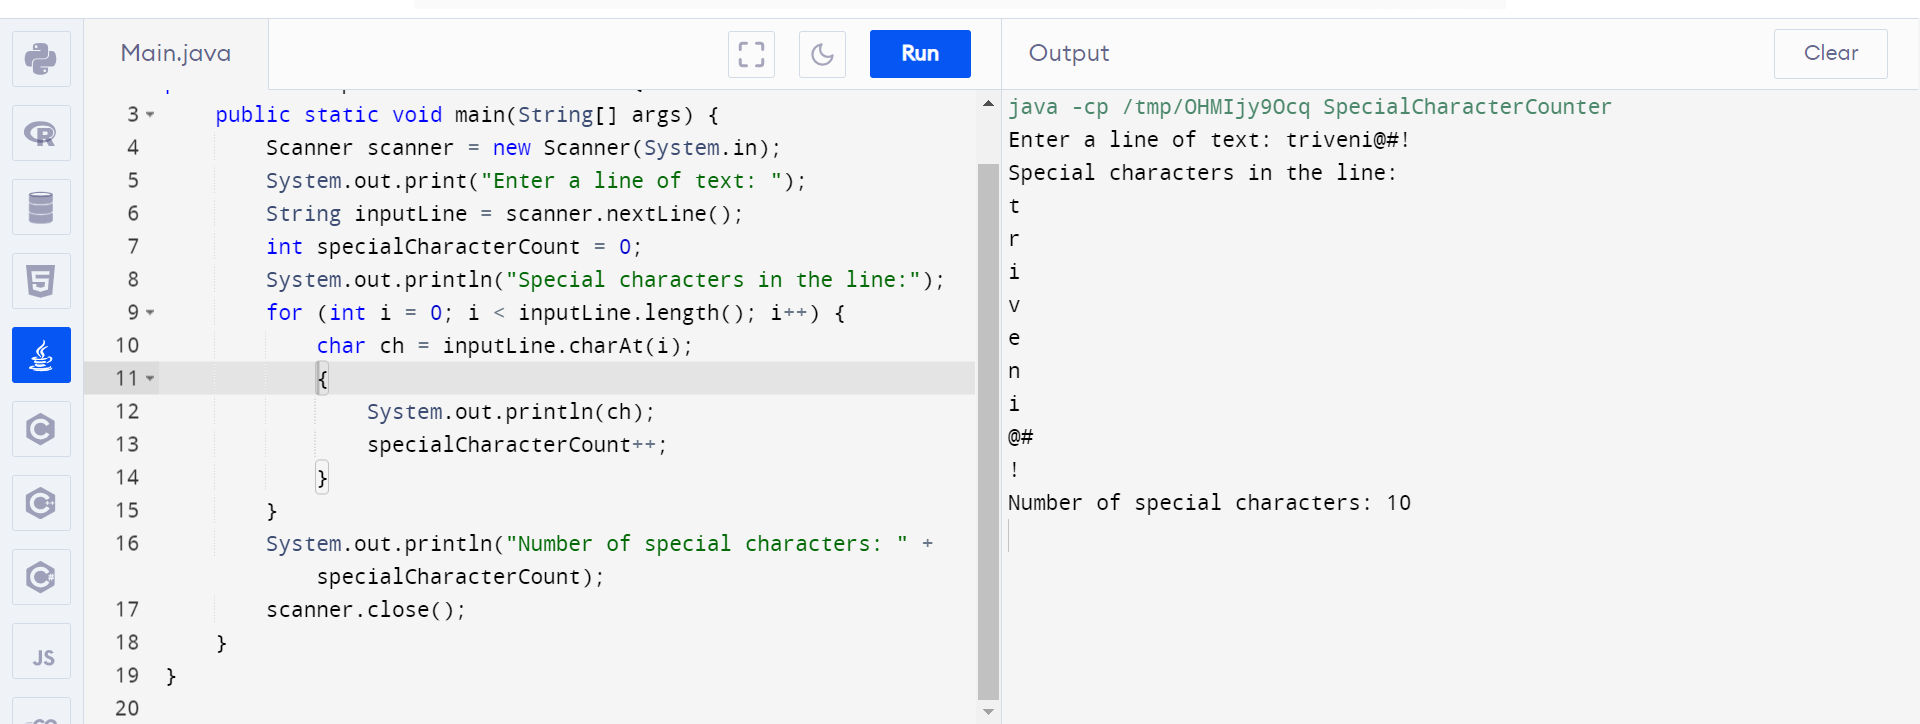 Main.java
Run
Output
Clear
3 public static void main(String[] args) {
4 Scanner scanner = new Scanner(System.in);
5 System.out.print("Enter a line of text: ");
6 String inputLine = scanner.nextLine();
7 int specialCharacterCount = 0;
8 System.out.println("Special characters in the line:");
9 for (int i = 0; i < inputLine.length(); i++) {
10 char ch = inputLine.charAt(i);
11 {
12 System.out.println(ch);
13 specialCharacterCount++;
14 }
15 }
16 System.out.println("Number of special characters: " +
specialCharacterCount);
17 scanner.close();
18 }
19 }
20
JS
java -cp /tmp/OHMIjy9Ocq SpecialCharacterCounter
Enter a line of text: triveni@#!
Special characters in the line:
t
r
i
v
e
n
i
@#
!
Number of special characters: 10